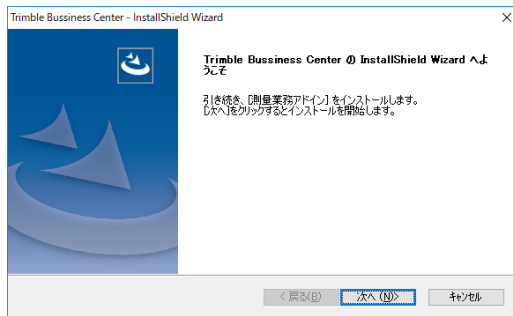 Trimble Bussiness Center - InstallShield Wizard
Trimble Bussiness Center の InstallShield Wizard へよ
うこそ
引き続き、[測量業務アドイン] をインストールします。
[次へ]をクリックするとインストールを開始します。
< 戻る(B)
次へ (N)>
キャンセル